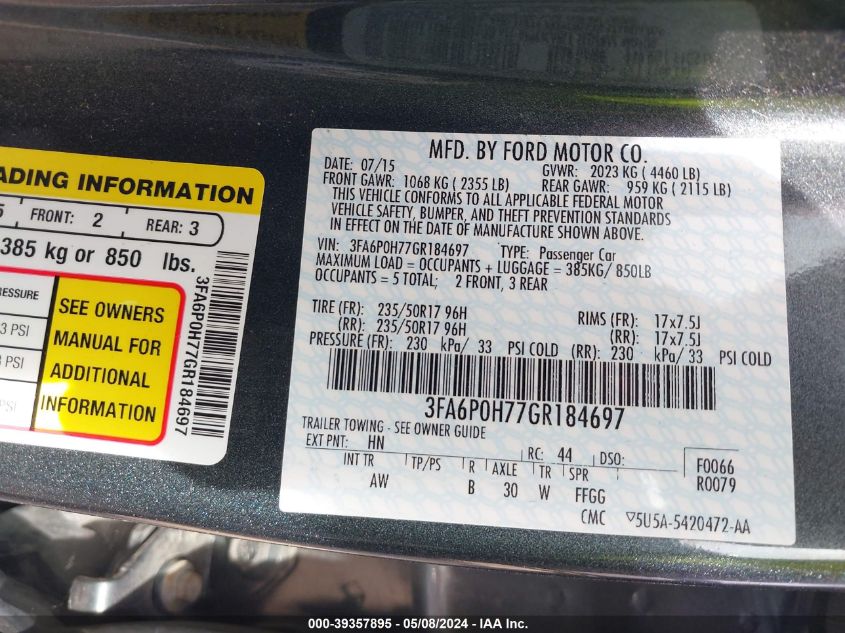 ADING INFORMATION
5 FRONT: 2 REAR: 3
385 kg or 850 lbs.
RESSURE
3 PSI
3 PSI
SEE OWNERS
MANUAL FOR
ADDITIONAL
INFORMATION
3FA6P0H77GR184697
MFD. BY FORD MOTOR CO.
DATE: 07/15 GVWR: 2023 KG ( 4460 LB)
FRONT GAWR: 1068 KG ( 2355 LB) REAR GAWR: 959 KG ( 2115 LB)
THIS VEHICLE CONFORMS TO ALL APPLICABLE FEDERAL MOTOR
VEHICLE SAFETY, BUMPER, AND THEFT PREVENTION STANDARDS
IN EFFECT ON THE DATE OF MANUFACTURE SHOWN ABOVE.
VIN: 3FA6P0H77GR184697 TYPE: Passenger Car
MAXIMUM LOAD = OCCUPANTS + LUGGAGE = 385KG/ 850LB
OCCUPANTS = 5 TOTAL; 2 FRONT, 3 REAR
TIRE (FR): 235/50R17 96H RIMS (FR): 17x7.5J
(RR): 235/50R17 96H (RR): 17x7.5J
PRESSURE (FR): 230 kPa/ 33 PSI COLD (RR): 230 kPa/ 33 PSI COLD
3FA6P0H77GR184697
TRAILER TOWING - SEE OWNER GUIDE
EXT PNT: HN RC: 44 DSO: F0066
R0079
INT TR TP/PS R AXLE TR SPR
AW B 30 W FFGG
CMC ▽5U5A-5420472-AA
000-39357895 - 05/08/2024 - IAA Inc.